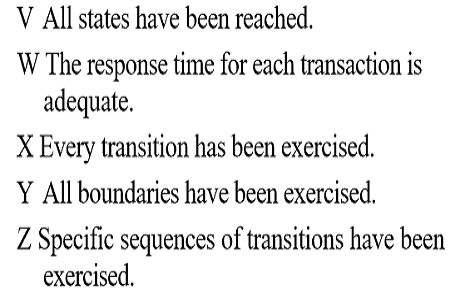 V All states have been reached.
W The response time for each transaction is
adequate.
X Every transition has been exercised.
Y All boundaries have been exercised.
Z Specific sequences of transitions have been
exercised.